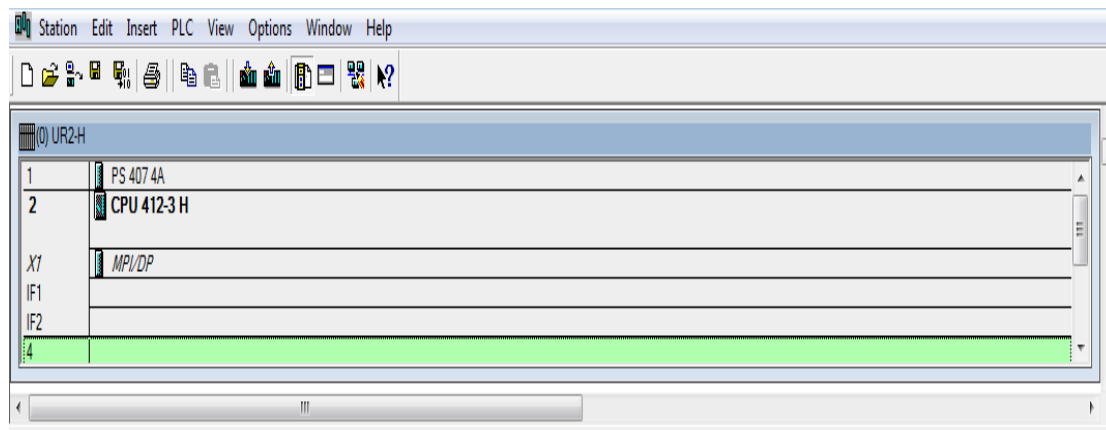 Station Edit Insert PLC View Options Window Help
(0) UR2-H
1 PS 407 4A
2 CPU 412-3 H
X1 MPI/DP
IF1
IF2
4